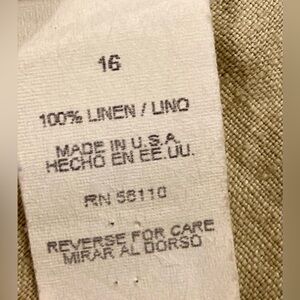 16
100% LINEN / LINO
MADE IN U.S.A.
HECHO EN EE.UU.
RN 56110
REVERSE FOR CARE
MIRAR AL DORSO